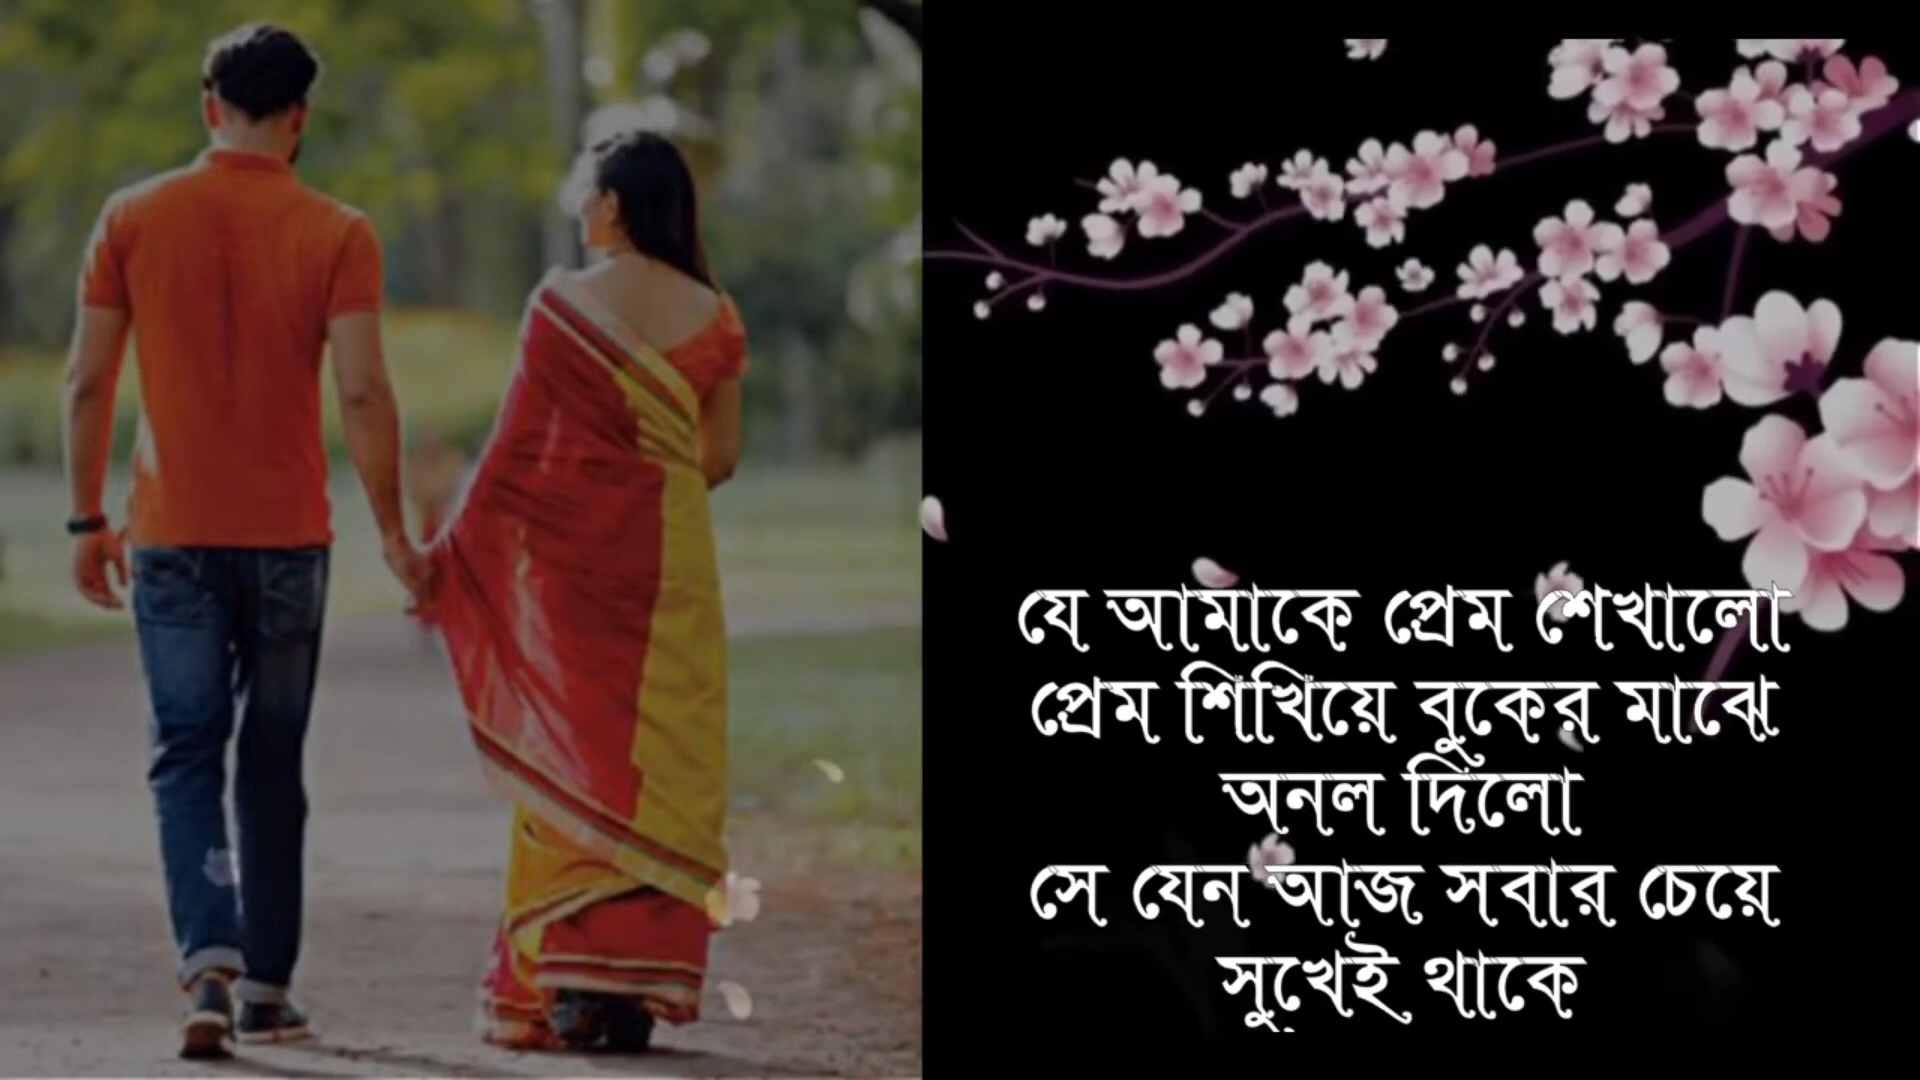 যে আমাকে প্রেম শেখালো
প্রেম শিখিয়ে বুকের মাঝে
অনল দিলো
সে যেন আজ সবার চেয়ে
সুখেই থাকে